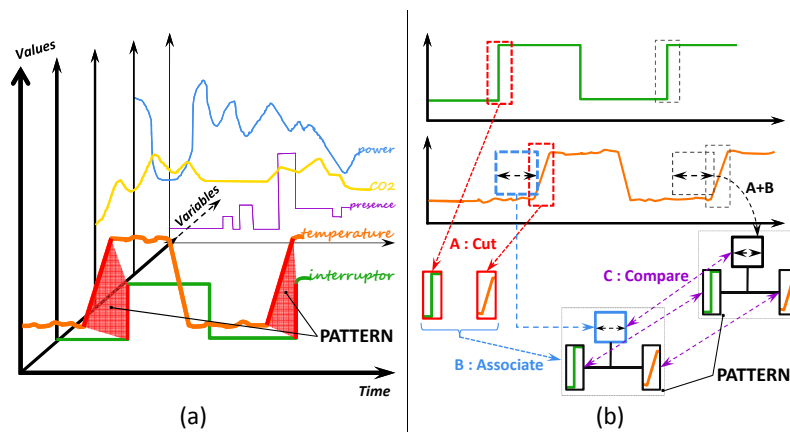 Values
power
CO2
Variables
presence
temperature
interruptor
PATTERN
Time
(a)
A+B
A : Cut
C : Compare
B : Associate
PATTERN
(b)